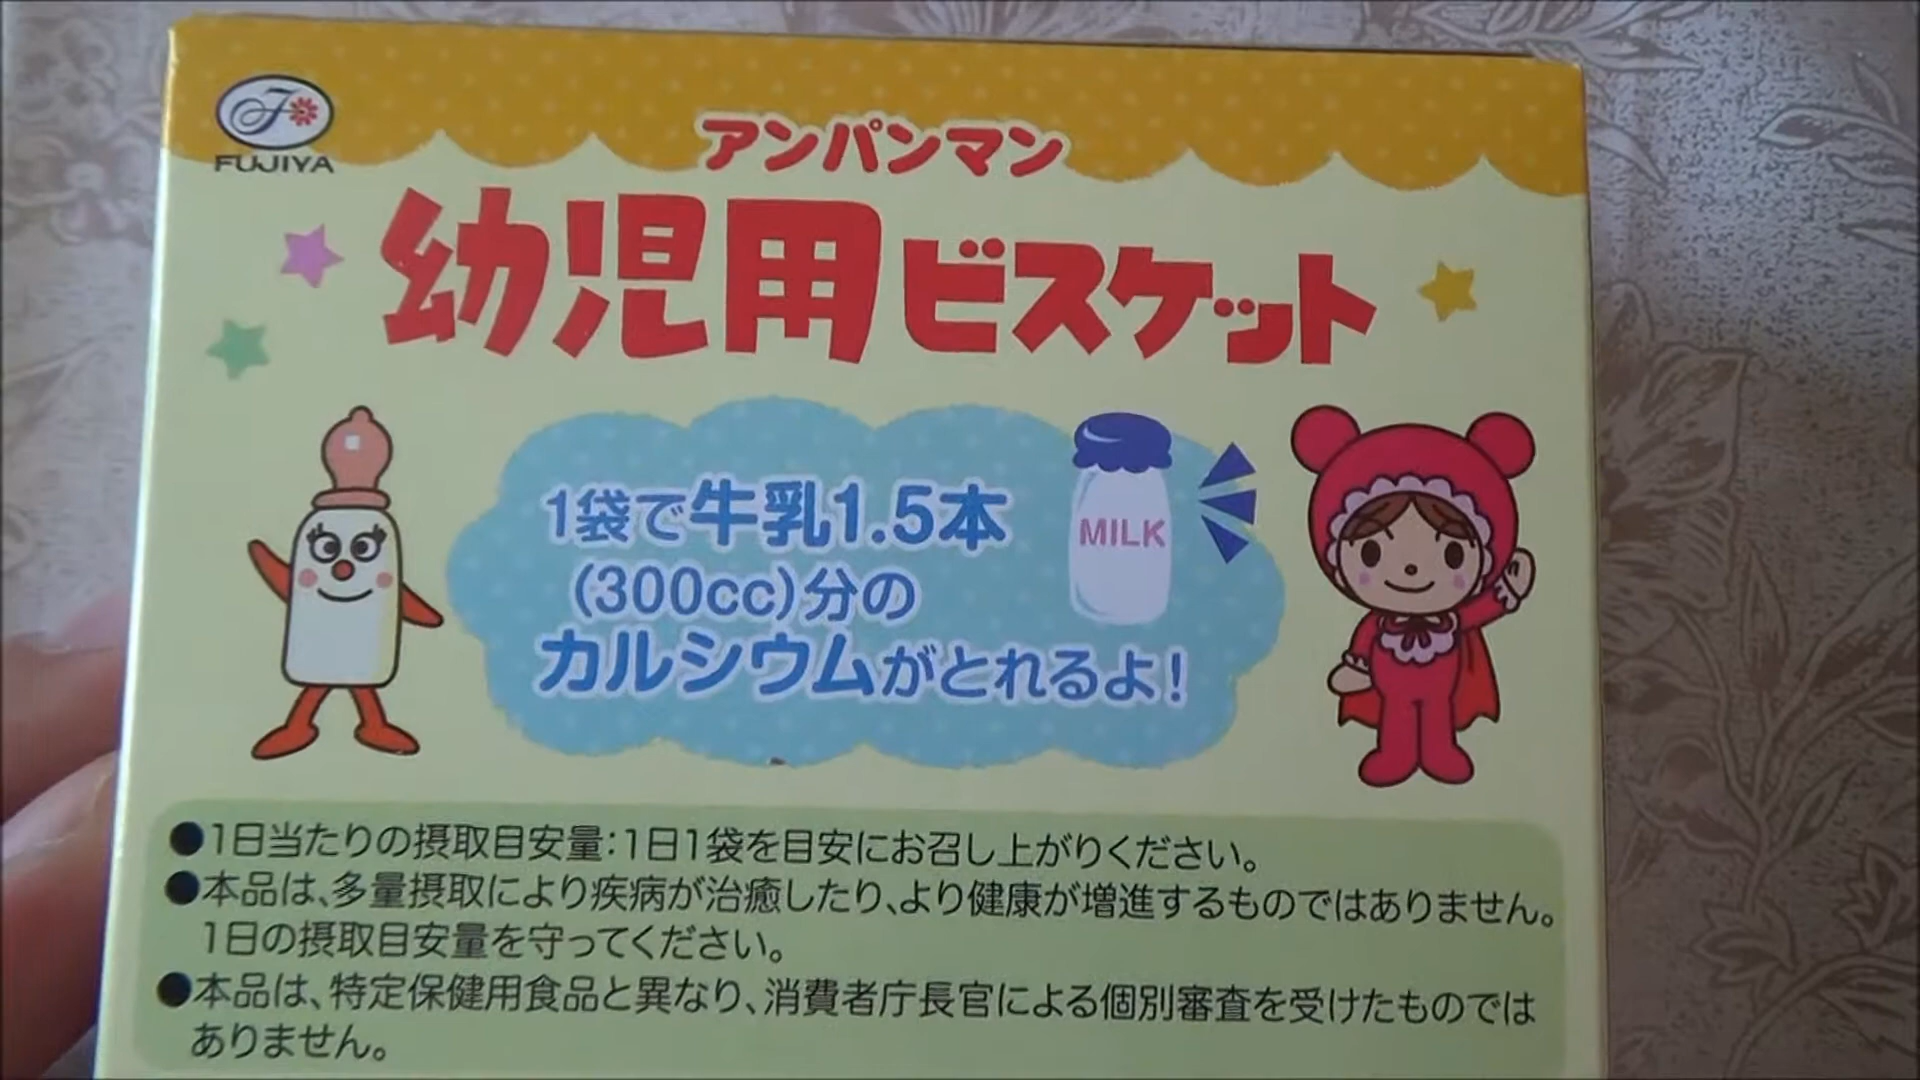 FUJIYA
アンパンマン
幼児用ビスケット
1袋で牛乳1.5本
(300cc)分の
カルシウムがとれるよ!
MILK
●1日当たりの摂取目安量:1日1袋を目安にお召し上がりください。
●本品は、多量摂取により疾病が治癒したり、より健康が増進するものではありません。
1日の摂取目安量を守ってください。
●本品は、特定保健用食品と異なり、消費者庁長官による個別審査を受けたものでは
ありません。